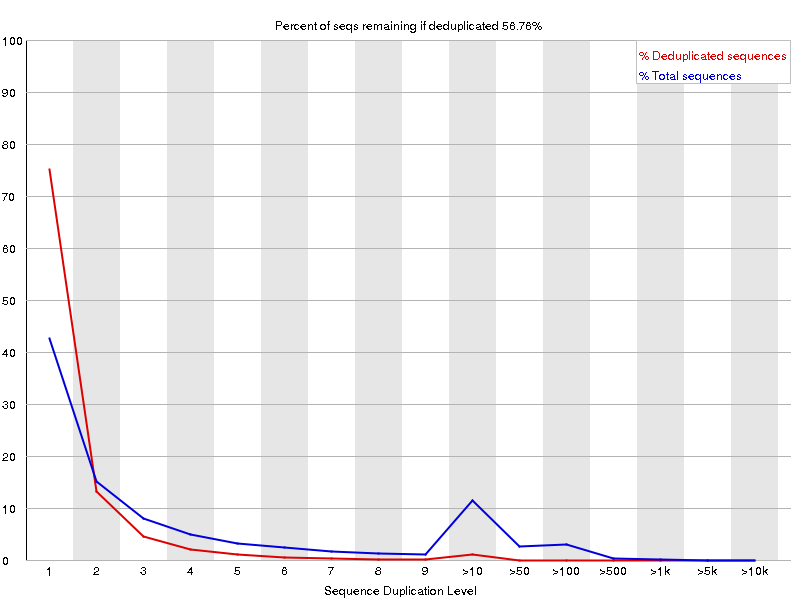 Percent of seqs remaining if deduplicated 56.76%
100
% Deduplicated sequences
% Total sequences
90
80
70
60
50
40
30
20
10
0
1 2 3 4 5 6 7 8 9 >10 >50 >100 >500 >1k >5k >10k
Sequence Duplication Level